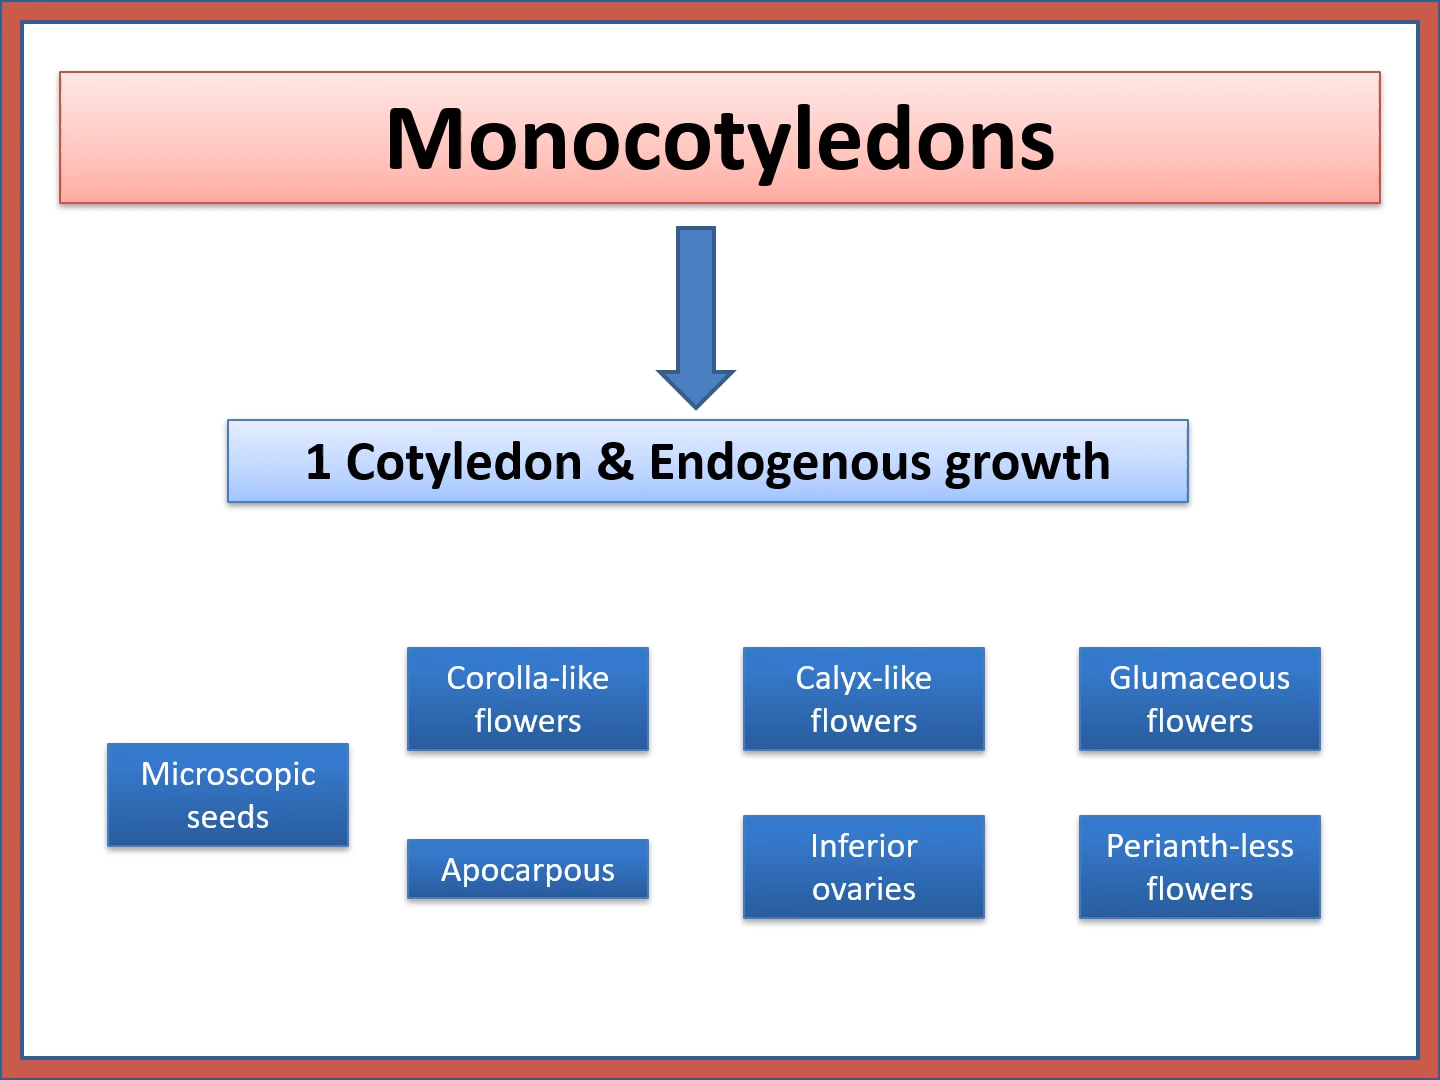 Monocotyledons
1 Cotyledon & Endogenous growth
Microscopic
seeds
Corolla-like
flowers
Calyx-like
flowers
Glumaceous
flowers
Apocarpous
Inferior
ovaries
Perianth-less
flowers